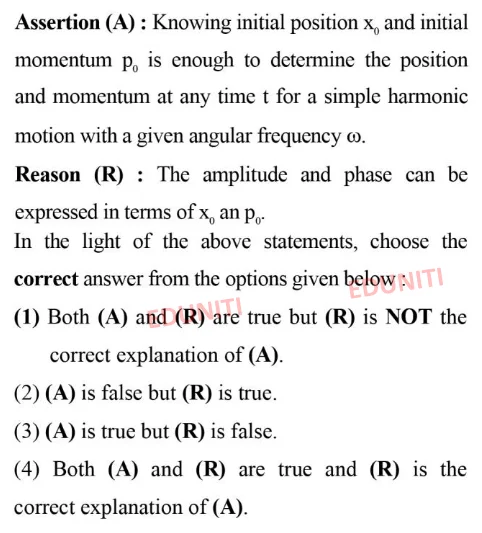 Assertion (A) : Knowing initial position x₀ and initial
momentum p₀ is enough to determine the position
and momentum at any time t for a simple harmonic
motion with a given angular frequency ω.
Reason (R) : The amplitude and phase can be
expressed in terms of x₀ an p₀.
In the light of the above statements, choose the
correct answer from the options given below :
EDUNITI
EDUNITI
(1) Both (A) and (R) are true but (R) is NOT the
correct explanation of (A).
(2) (A) is false but (R) is true.
(3) (A) is true but (R) is false.
(4) Both (A) and (R) are true and (R) is the
correct explanation of (A).